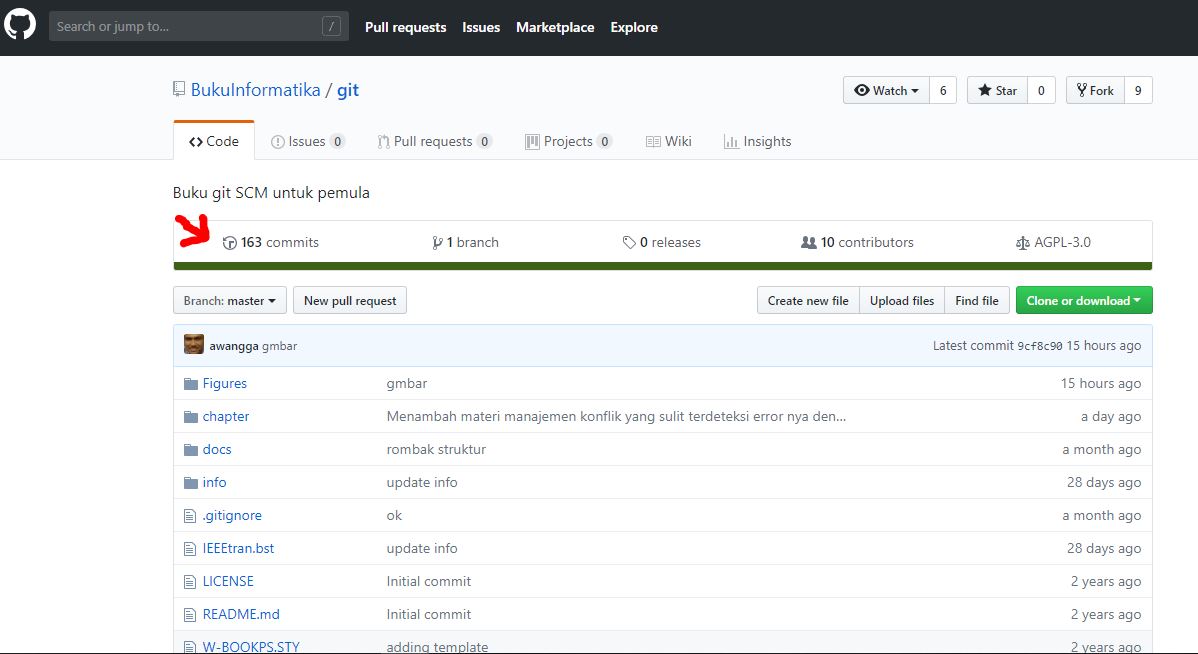 Search or jump to... / Pull requests Issues Marketplace Explore
BukuInformatika / git Watch 6 Star 0 Fork 9
<> Code Issues 0 Pull requests 0 Projects 0 Wiki Insights
Buku git SCM untuk pemula
163 commits 1 branch 0 releases 10 contributors AGPL-3.0
Branch: master New pull request Create new file Upload files Find file Clone or download
awangga gmbar Latest commit 9cf8c90 15 hours ago
Figures gmbar 15 hours ago
chapter Menambah materi manajemen konflik yang sulit terdeteksi error nya den... a day ago
docs rombak struktur a month ago
info update info 28 days ago
.gitignore ok a month ago
IEEEtran.bst update info 28 days ago
LICENSE Initial commit 2 years ago
README.md Initial commit 2 years ago
W-BOOKPS.STY adding template 2 years ago